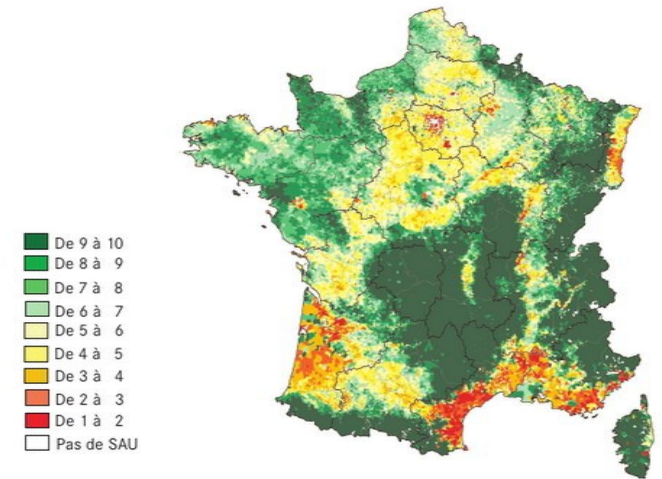 De 9 à 10
De 8 à 9
De 7 à 8
De 6 à 7
De 5 à 6
De 4 à 5
De 3 à 4
De 2 à 3
De 1 à 2
Pas de SAU